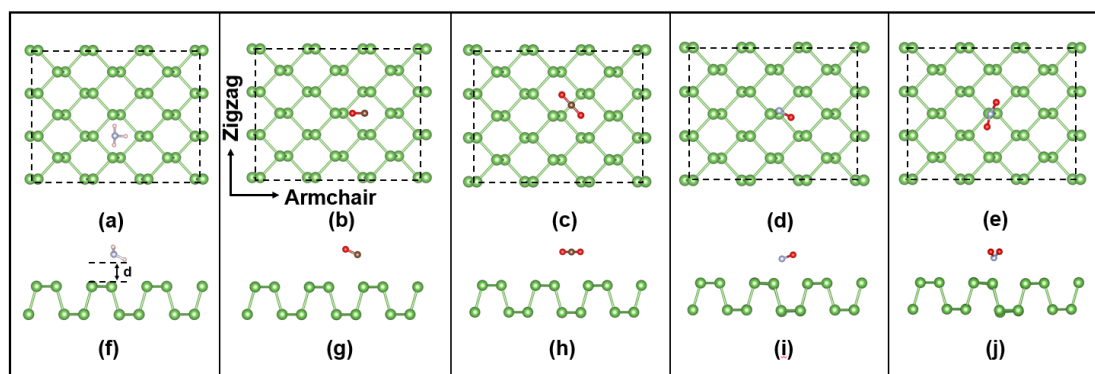 Zigzag
Armchair
(a)
(b)
(c)
(d)
(e)
d
(f)
(g)
(h)
(i)
(j)